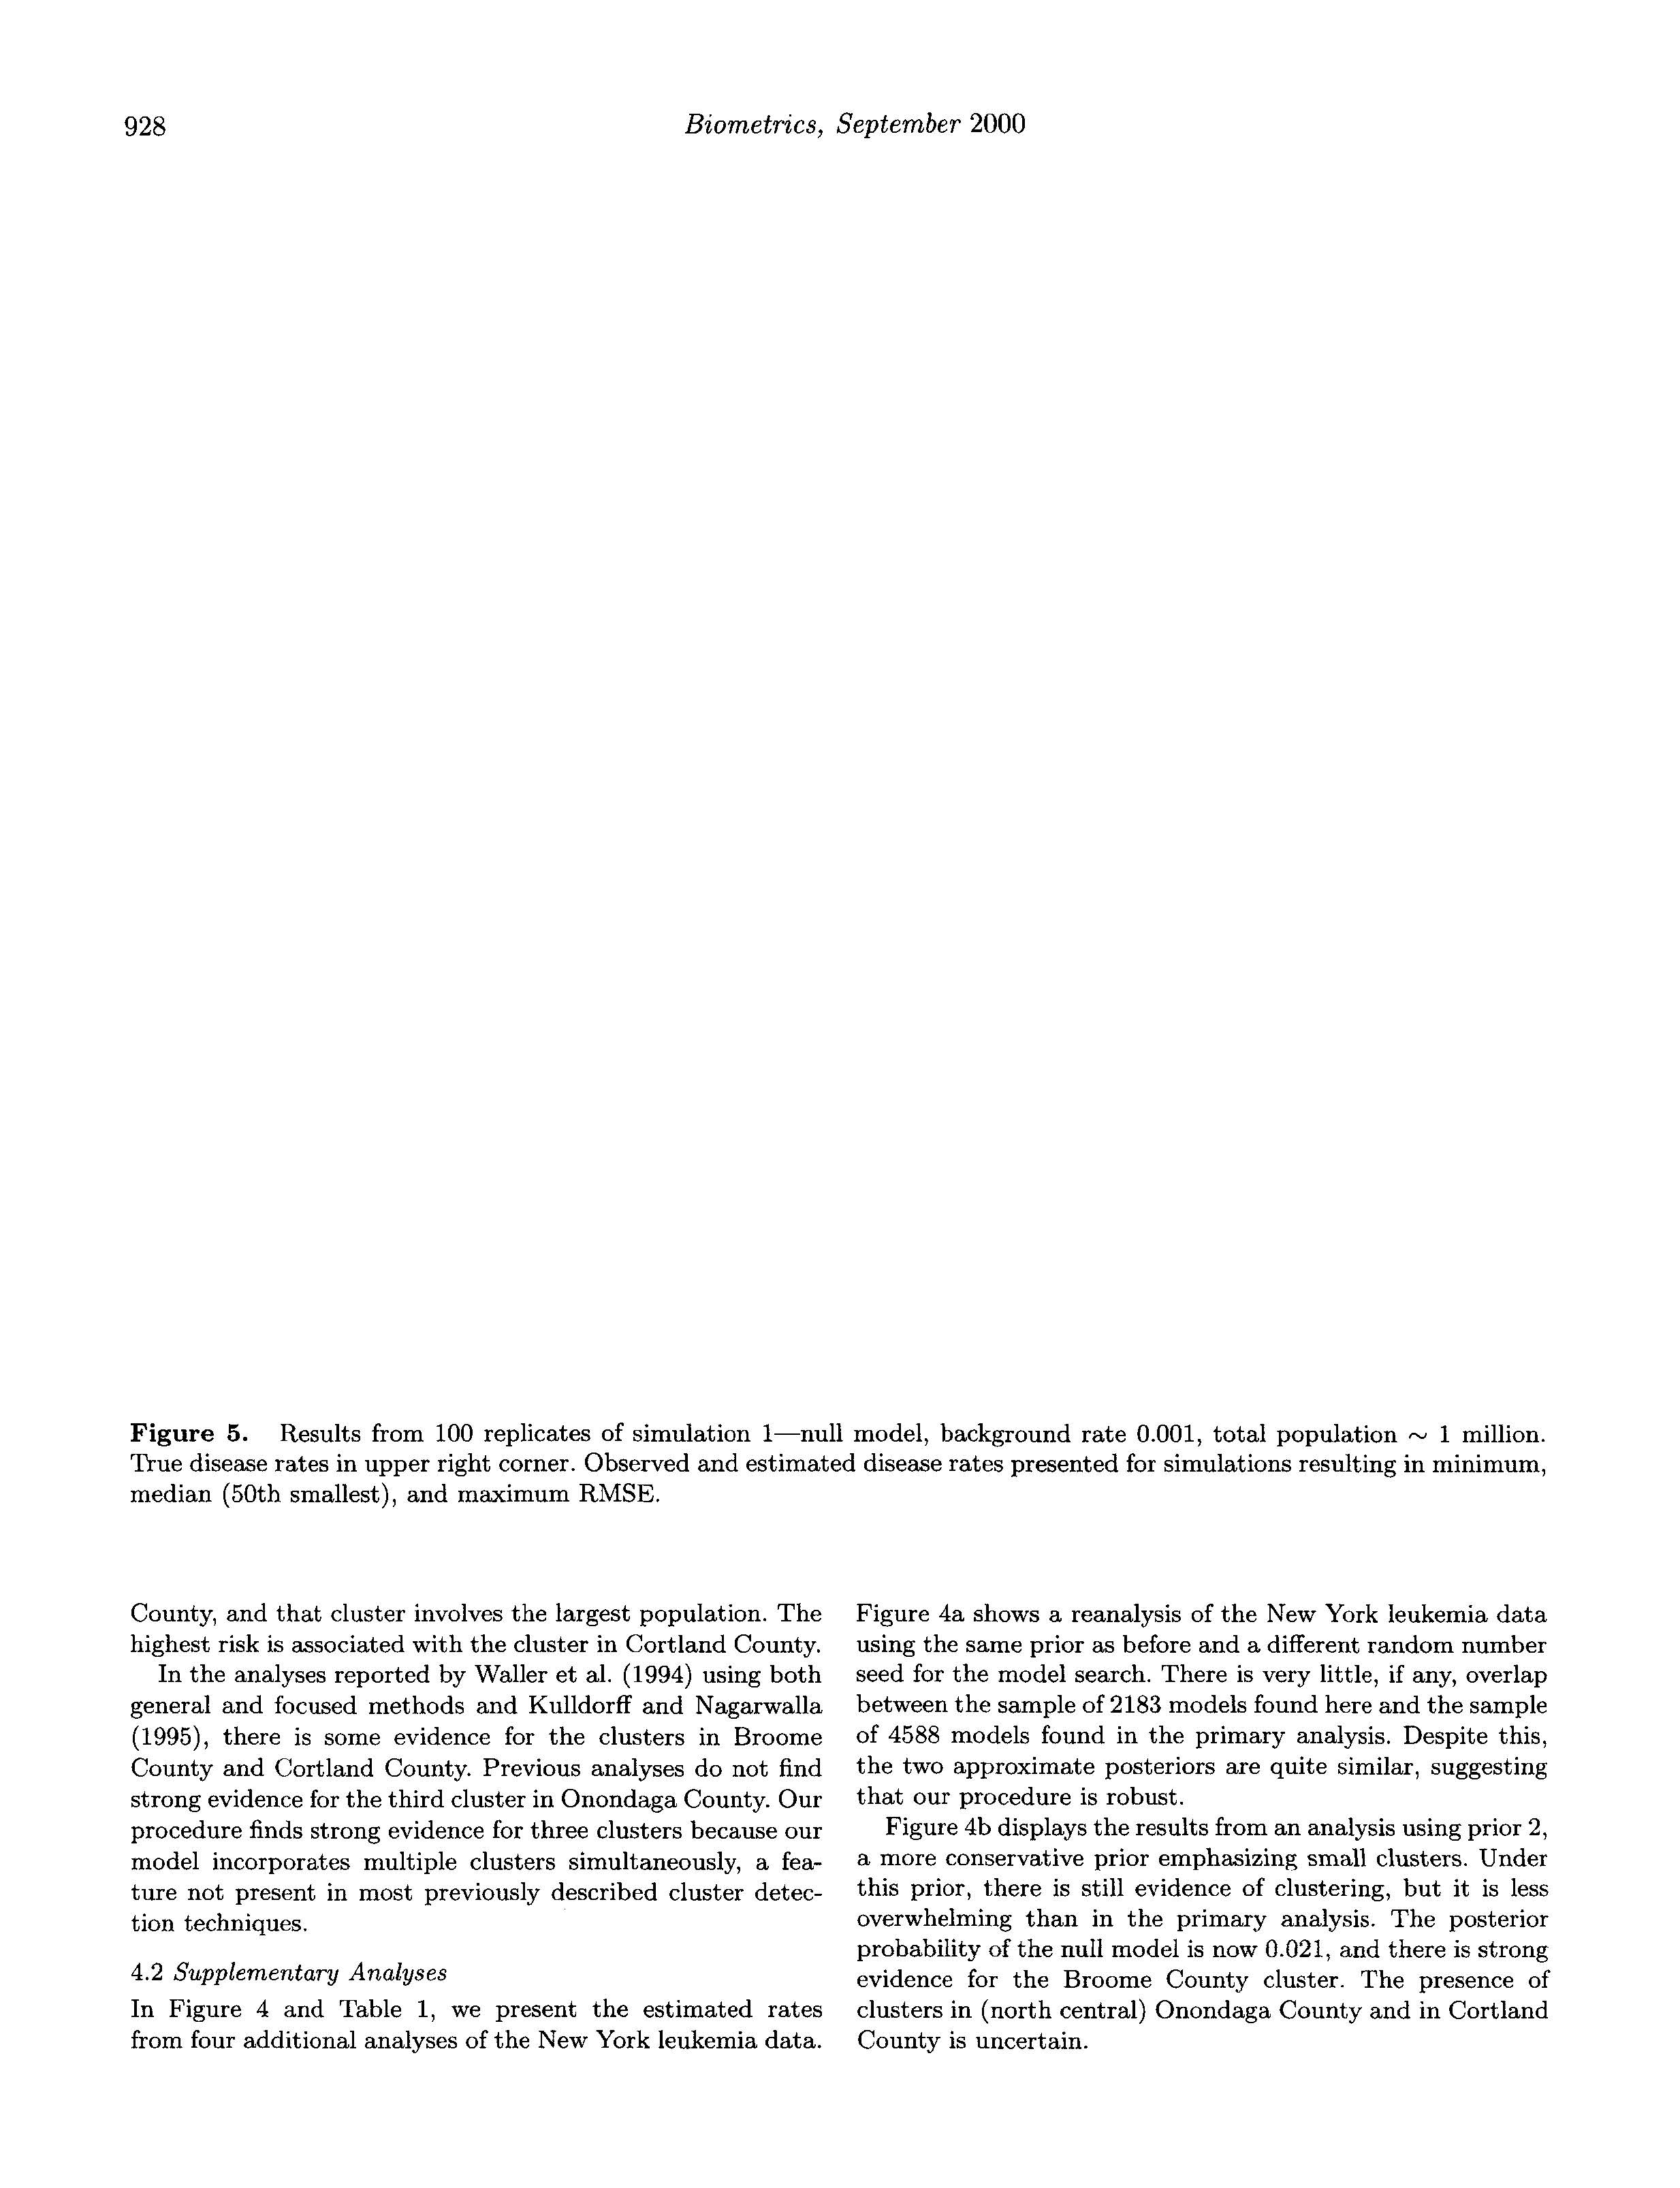 928
Biometrics, September 2000
Figure 5. Results from 100 replicates of simulation 1—null model, background rate 0.001, total population ~ 1 million.
True disease rates in upper right corner. Observed and estimated disease rates presented for simulations resulting in minimum,
median (50th smallest), and maximum RMSE.
County, and that cluster involves the largest population. The
highest risk is associated with the cluster in Cortland County.
In the analyses reported by Waller et al. (1994) using both
general and focused methods and Kulldorff and Nagarwalla
(1995), there is some evidence for the clusters in Broome
County and Cortland County. Previous analyses do not find
strong evidence for the third cluster in Onondaga County. Our
procedure finds strong evidence for three clusters because our
model incorporates multiple clusters simultaneously, a fea-
ture not present in most previously described cluster detec-
tion techniques.
4.2 Supplementary Analyses
In Figure 4 and Table 1, we present the estimated rates
from four additional analyses of the New York leukemia data.
Figure 4a shows a reanalysis of the New York leukemia data
using the same prior as before and a different random number
seed for the model search. There is very little, if any, overlap
between the sample of 2183 models found here and the sample
of 4588 models found in the primary analysis. Despite this,
the two approximate posteriors are quite similar, suggesting
that our procedure is robust.
Figure 4b displays the results from an analysis using prior 2,
a more conservative prior emphasizing small clusters. Under
this prior, there is still evidence of clustering, but it is less
overwhelming than in the primary analysis. The posterior
probability of the null model is now 0.021, and there is strong
evidence for the Broome County cluster. The presence of
clusters in (north central) Onondaga County and in Cortland
County is uncertain.